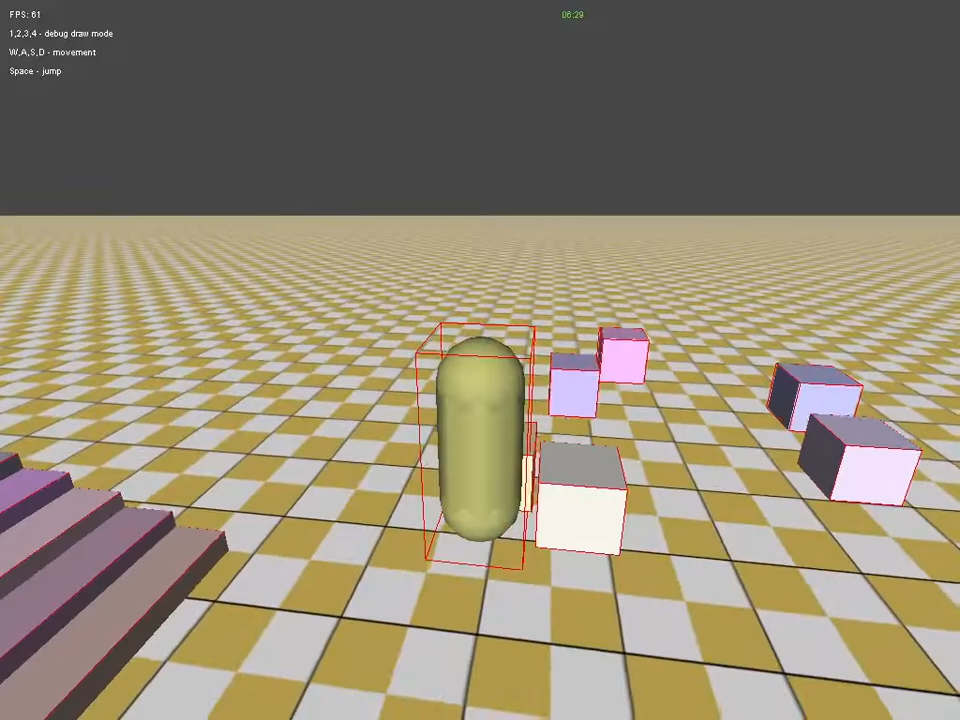 FPS: 61
06:29
1,2,3,4 - debug draw mode
W,A,S,D - movement
Space - jump